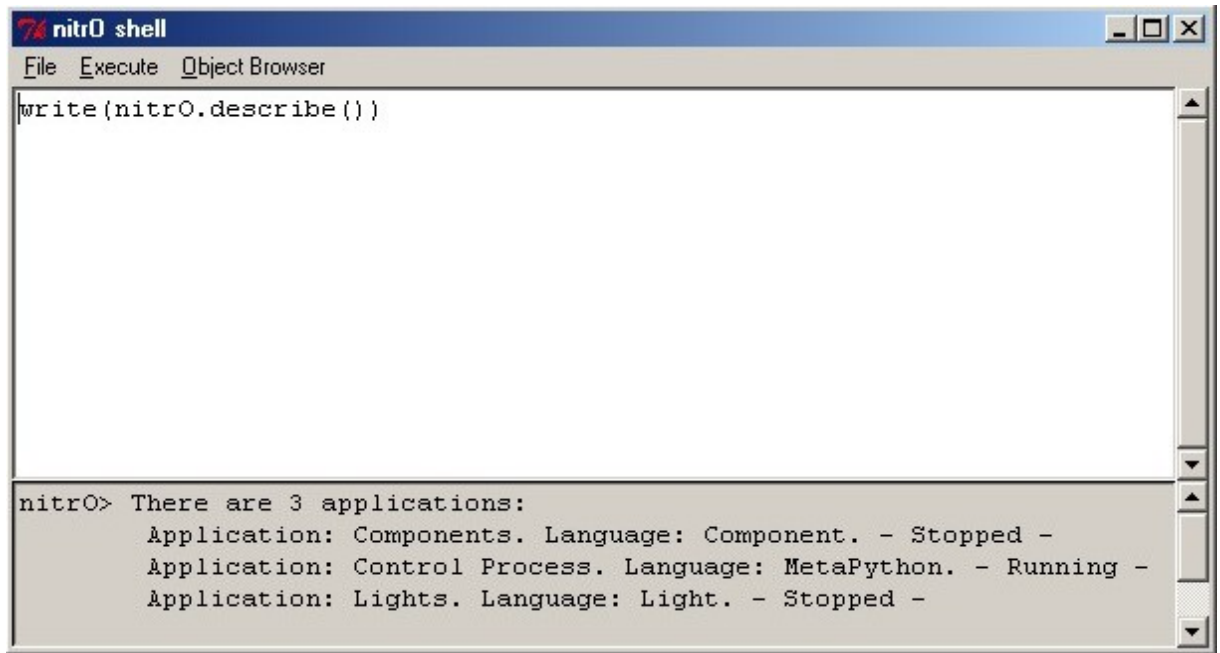 nitrO shell
File Execute Object Browser
write(nitrO.describe())
nitrO> There are 3 applications:
Application: Components. Language: Component. - Stopped -
Application: Control Process. Language: MetaPython. - Running -
Application: Lights. Language: Light. - Stopped -